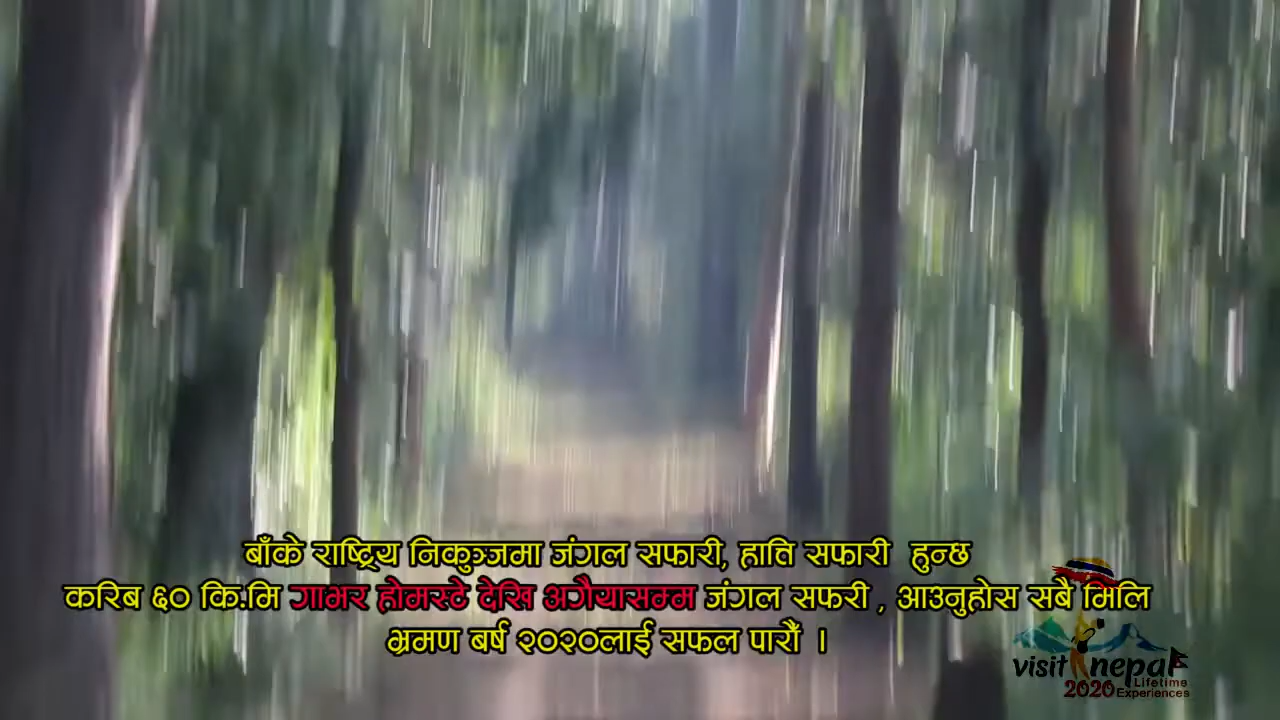 बाँके राष्ट्रिय निकुञ्जमा जंगल सफारी, हात्ति सफारी हुन्छ
करिब ६० कि.मि गाभर होमस्टे देखि अगैयासम्म जंगल सफरी , आउनुहोस सबै मिलि
भ्रमण बर्ष २०२०लाई सफल पारौं ।
visit nepal
2020 Lifetime Experiences